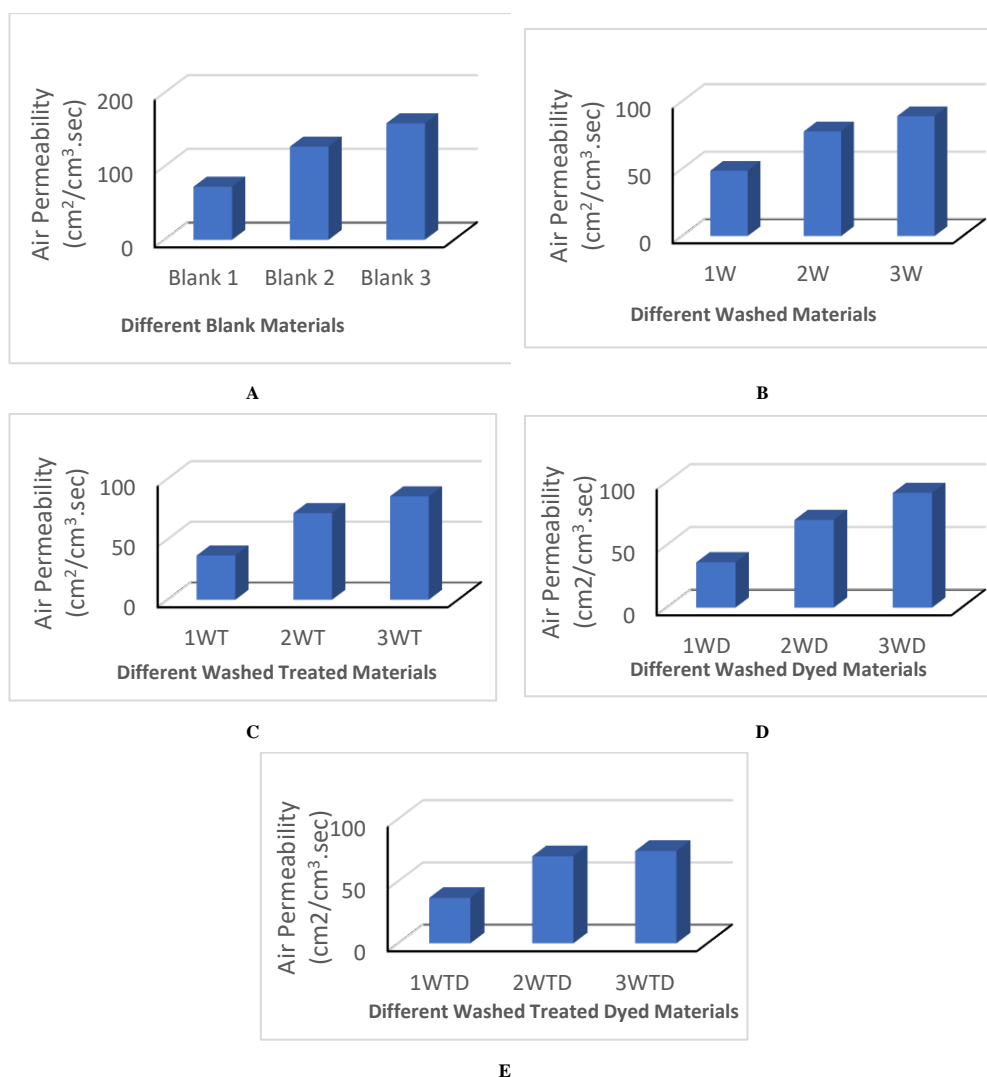 Air Permeability
(cm²/cm³.sec)
200
100
0
Blank 1 Blank 2 Blank 3
Different Blank Materials
A
Air Permeability
(cm²/cm³.sec)
100
50
0
1W 2W 3W
Different Washed Materials
B
Air Permeability
(cm²/cm³.sec)
100
50
0
1WT 2WT 3WT
Different Washed Treated Materials
C
Air Permeability
(cm2/cm³.sec)
100
50
0
1WD 2WD 3WD
Different Washed Dyed Materials
D
Air Permeability
(cm2/cm³.sec)
100
50
0
1WTD 2WTD 3WTD
Different Washed Treated Dyed Materials
E